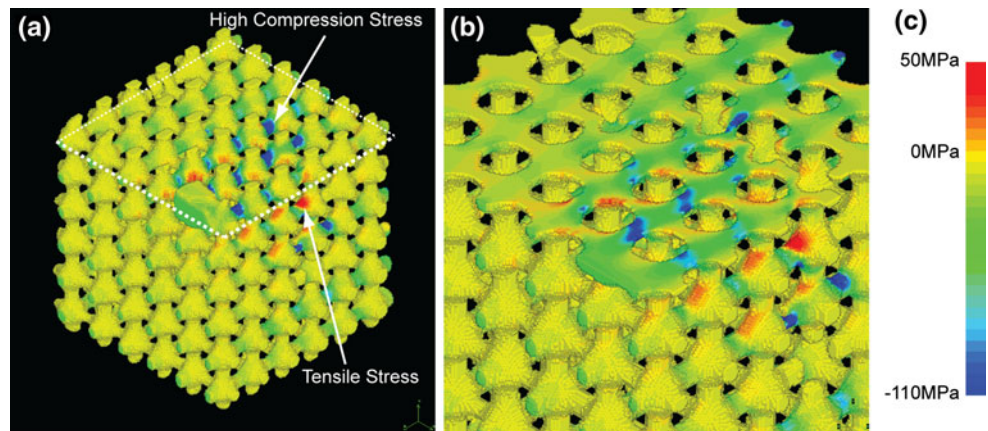 (a)
High Compression Stress
Tensile Stress
(b)
(c)
50MPa
0MPa
-110MPa